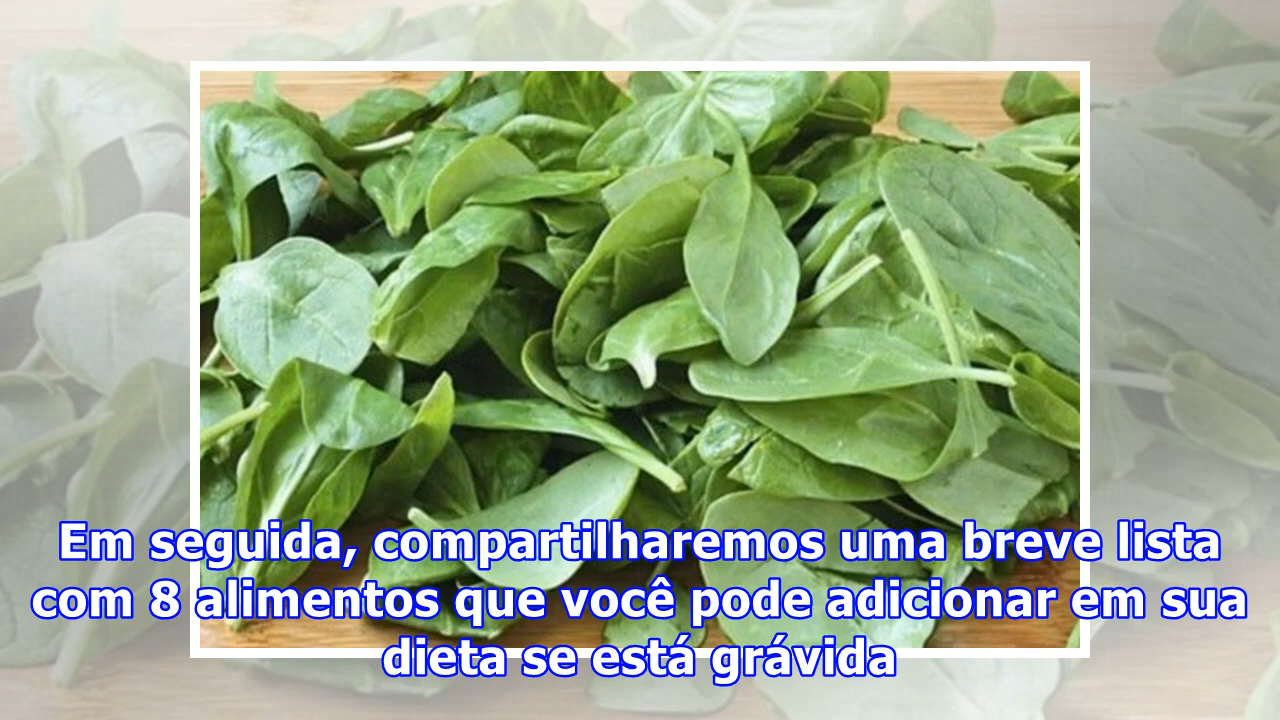 Em seguida, compartilharemos uma breve lista
com 8 alimentos que você pode adicionar em sua
dieta se está grávida